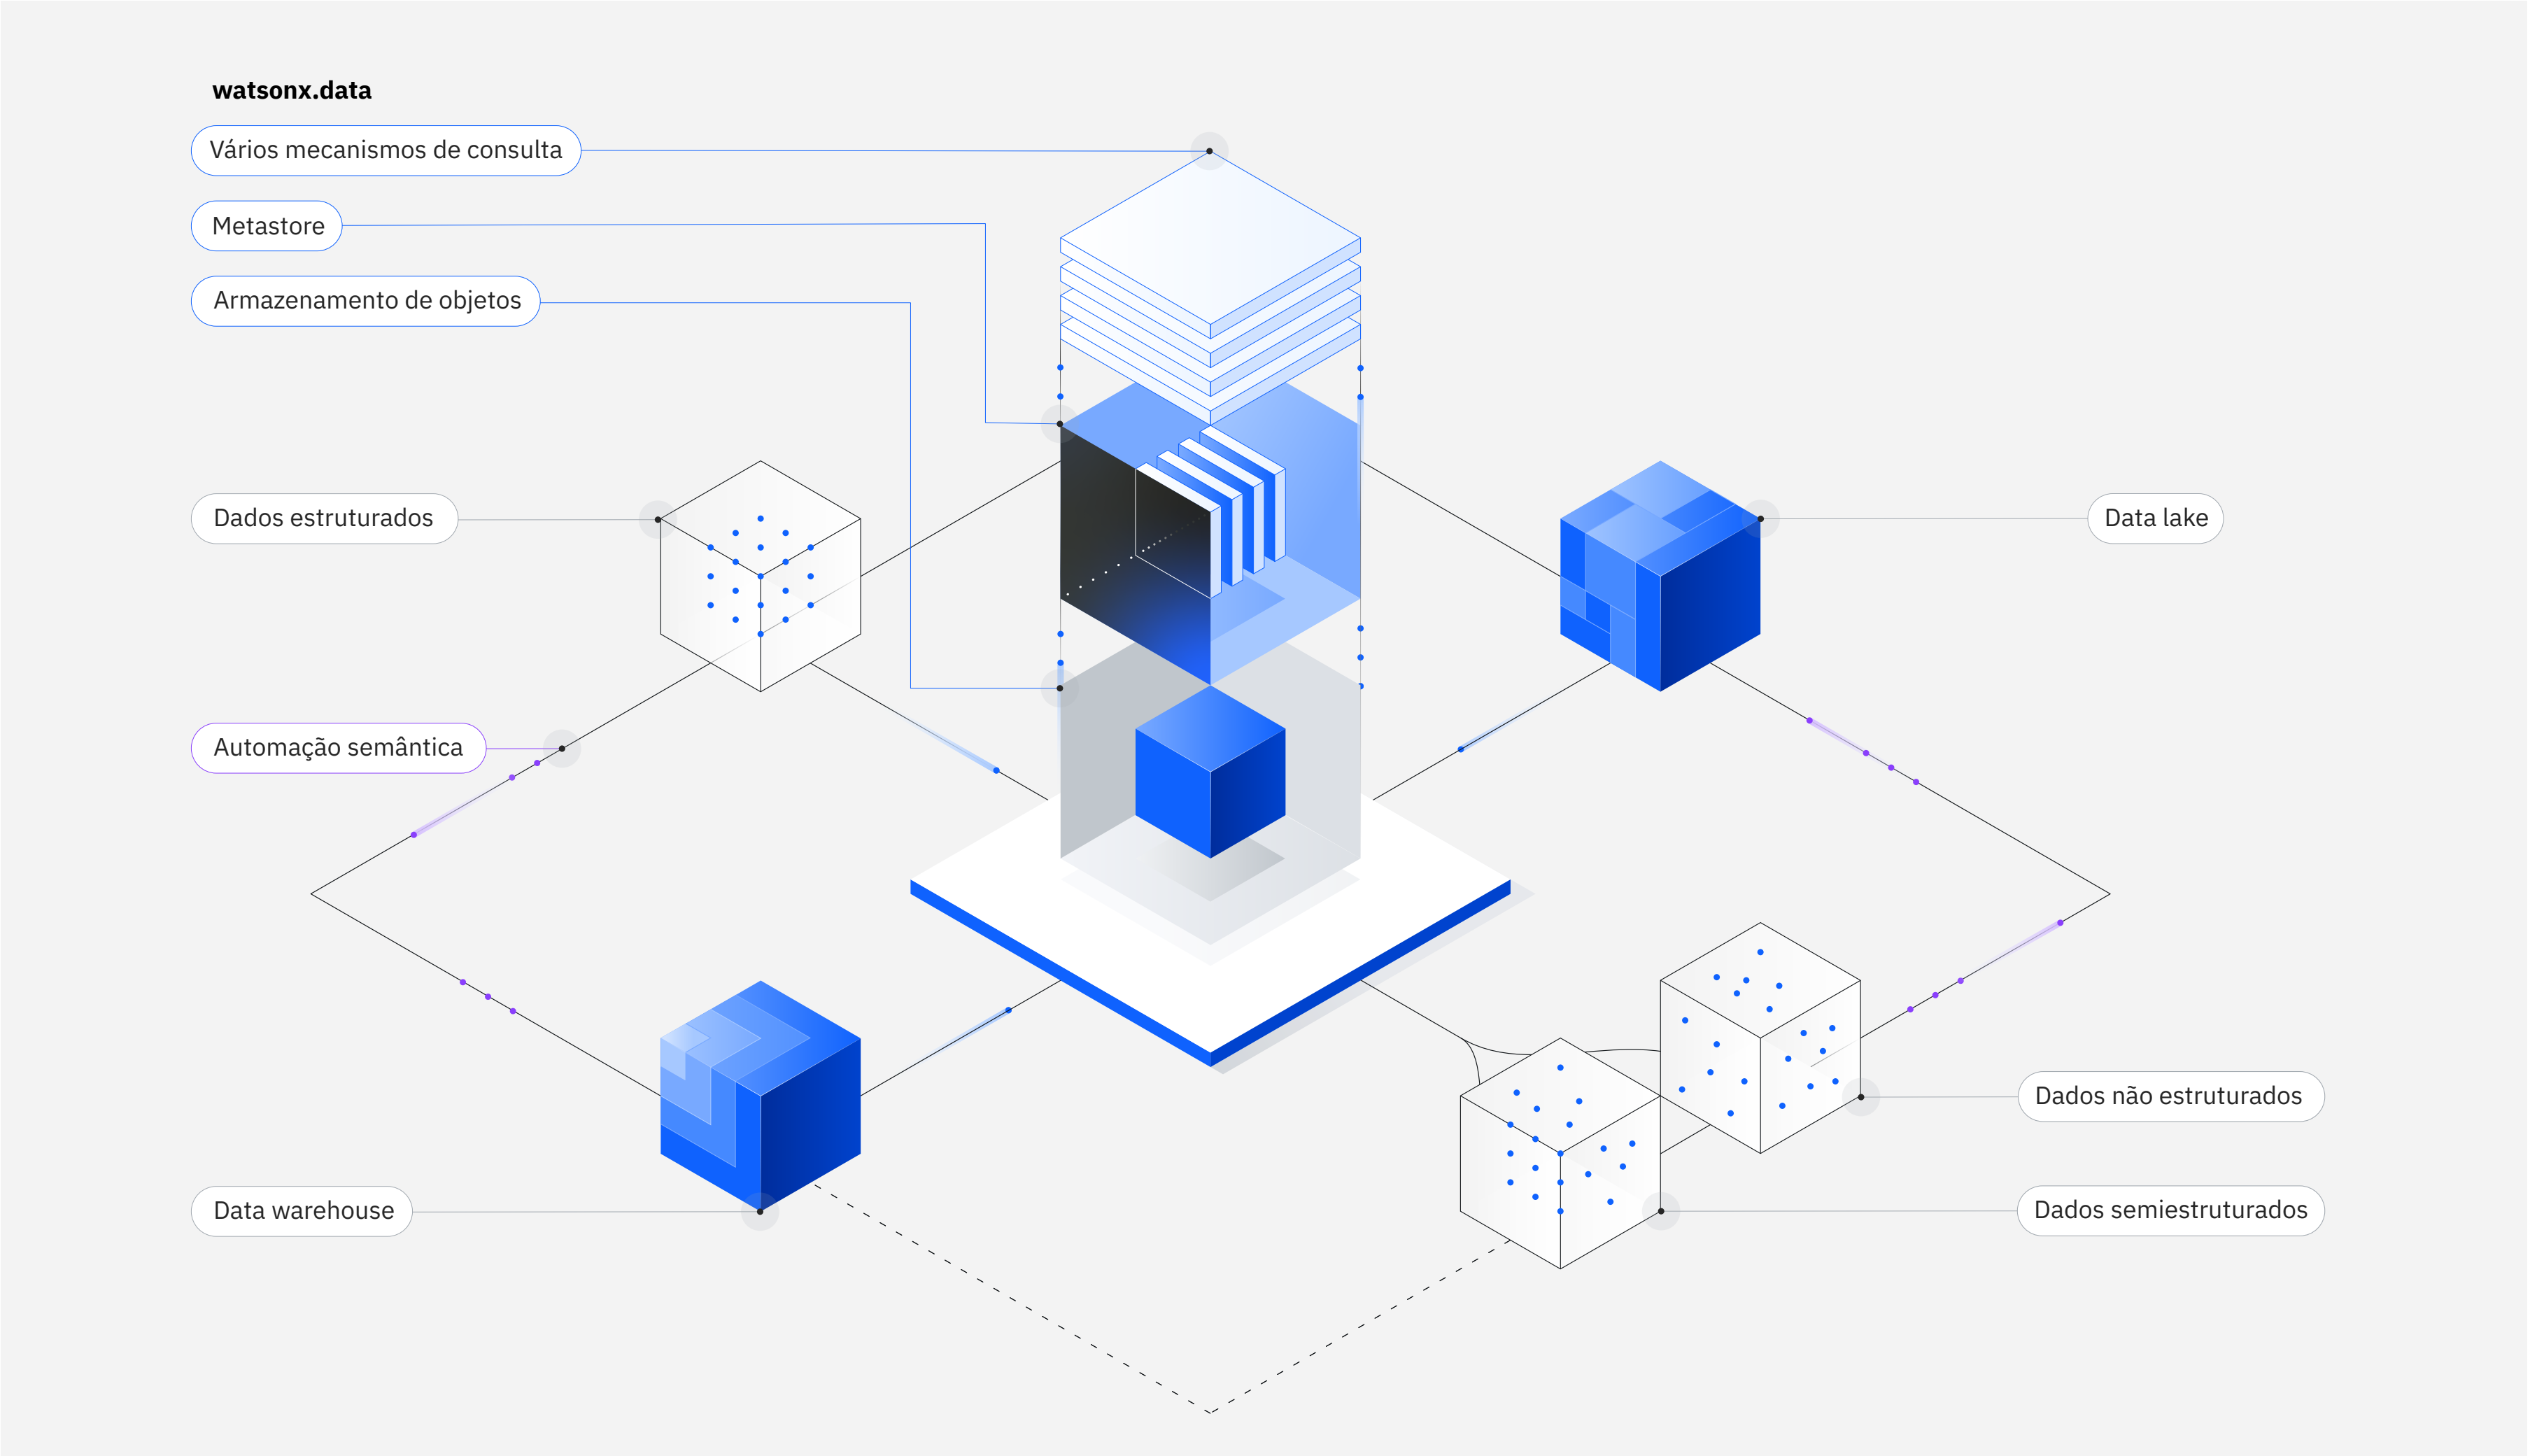 watsonx.data
Vários mecanismos de consulta
Metastore
Armazenamento de objetos
Dados estruturados
Data lake
Automação semântica
Dados não estruturados
Data warehouse
Dados semiestruturados